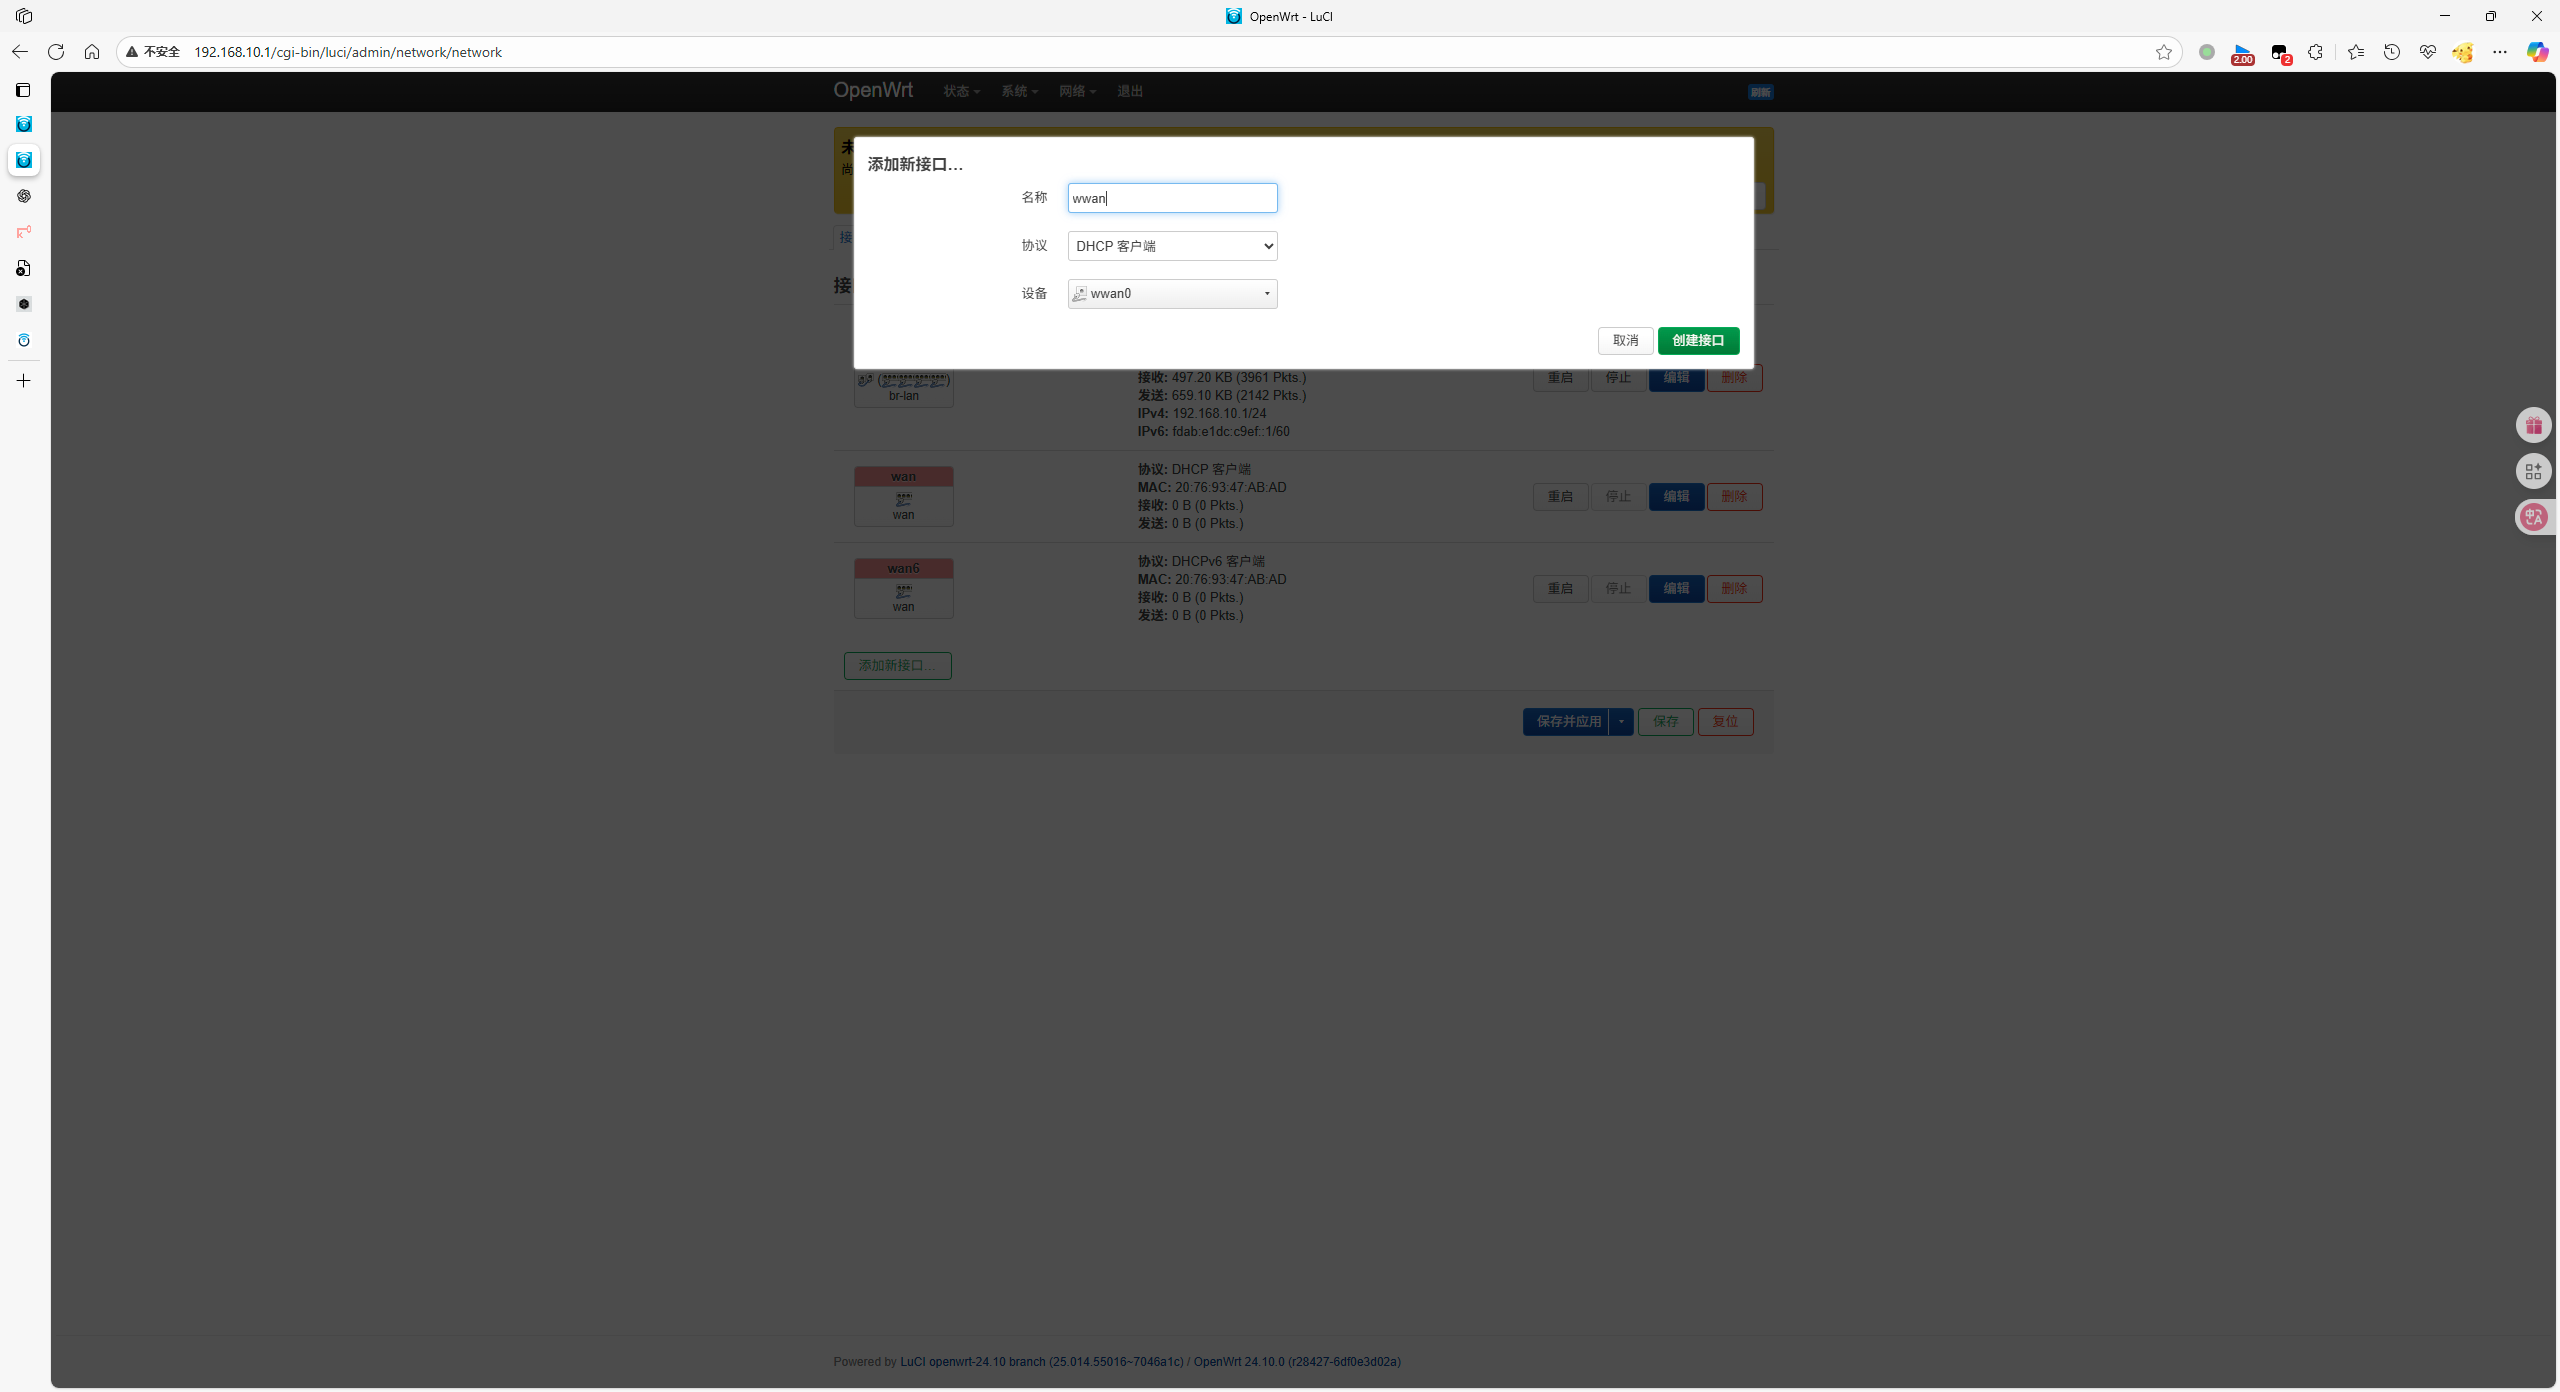 OpenWrt - LuCI
不安全 192.168.10.1/cgi-bin/luci/admin/network/network
2.00
2
OpenWrt 状态 系统 网络 退出 刷新
未
尚
添加新接口...
名称 wwan
协议 DHCP 客户端
设备 wwan0
取消 创建接口
接
接
br-lan
接收: 497.20 KB (3961 Pkts.)
发送: 659.10 KB (2142 Pkts.)
IPv4: 192.168.10.1/24
IPv6: fdab:e1dc:c9ef::1/60
重启 停止 编辑 删除
wan
wan
协议: DHCP 客户端
MAC: 20:76:93:47:AB:AD
接收: 0 B (0 Pkts.)
发送: 0 B (0 Pkts.)
重启 停止 编辑 删除
wan6
wan
协议: DHCPv6 客户端
MAC: 20:76:93:47:AB:AD
接收: 0 B (0 Pkts.)
发送: 0 B (0 Pkts.)
重启 停止 编辑 删除
添加新接口...
保存并应用 保存 复位
Powered by LuCI openwrt-24.10 branch (25.014.55016~7046a1c) / OpenWrt 24.10.0 (r28427-6df0e3d02a)